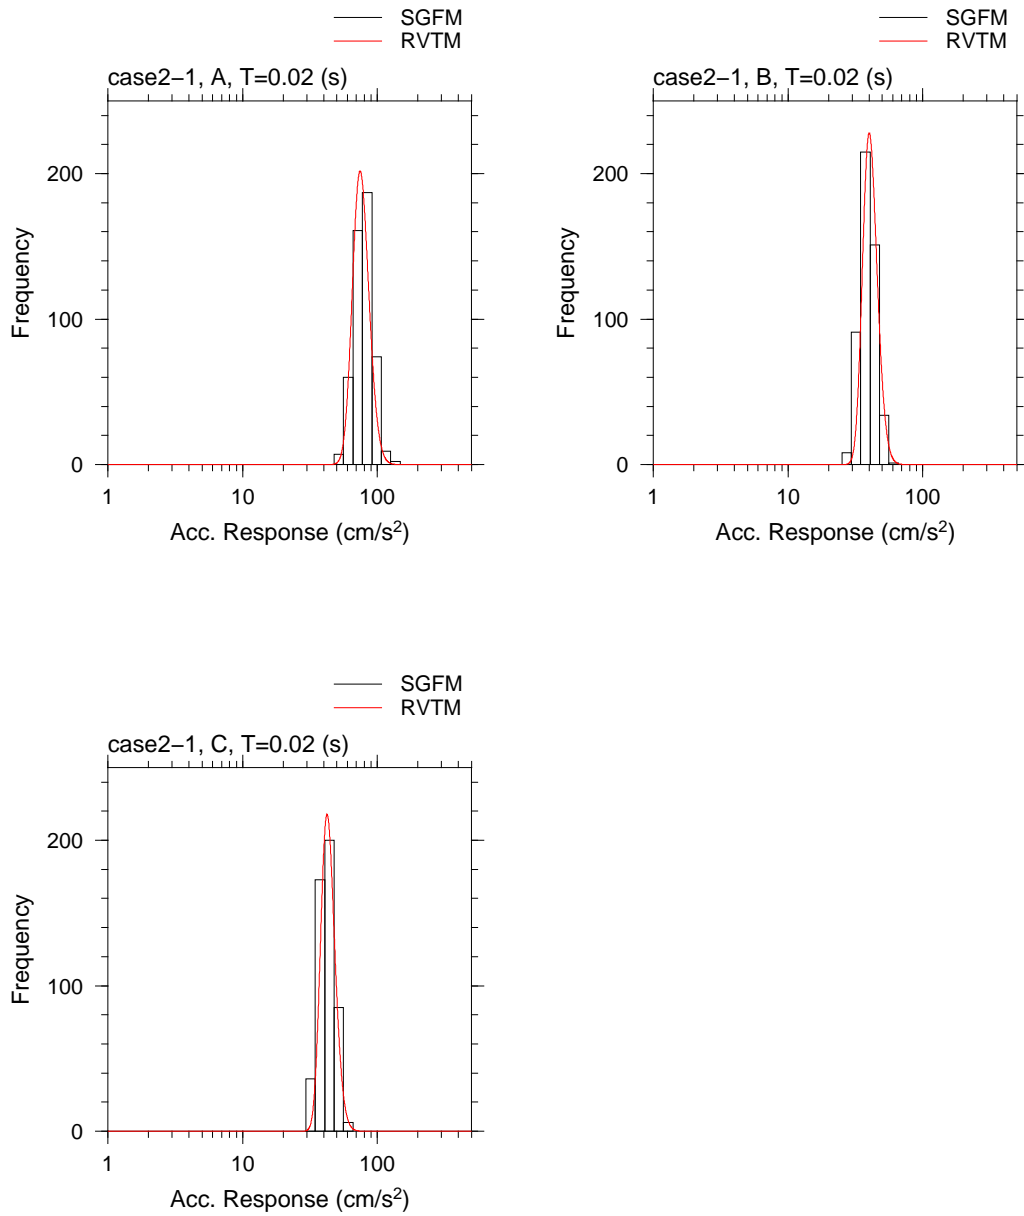 SGFM
RVTM
case2−1, A, T=0.02 (s)
200
100
0
Frequency
1 10 100
Acc. Response (cm/s²)
SGFM
RVTM
case2−1, B, T=0.02 (s)
200
100
0
Frequency
1 10 100
Acc. Response (cm/s²)
SGFM
RVTM
case2−1, C, T=0.02 (s)
200
100
0
Frequency
1 10 100
Acc. Response (cm/s²)